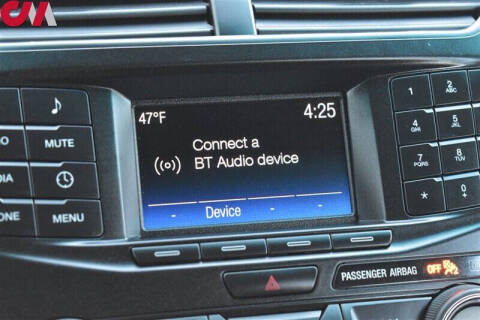 CM
47°F
4:25
Connect a
BT Audio device
- Device - -
MUTE
MENU
1
2 ABC
4 GHI
5 JKL
7
8 TUV
*
0
PASSENGER AIRBAG
OFF